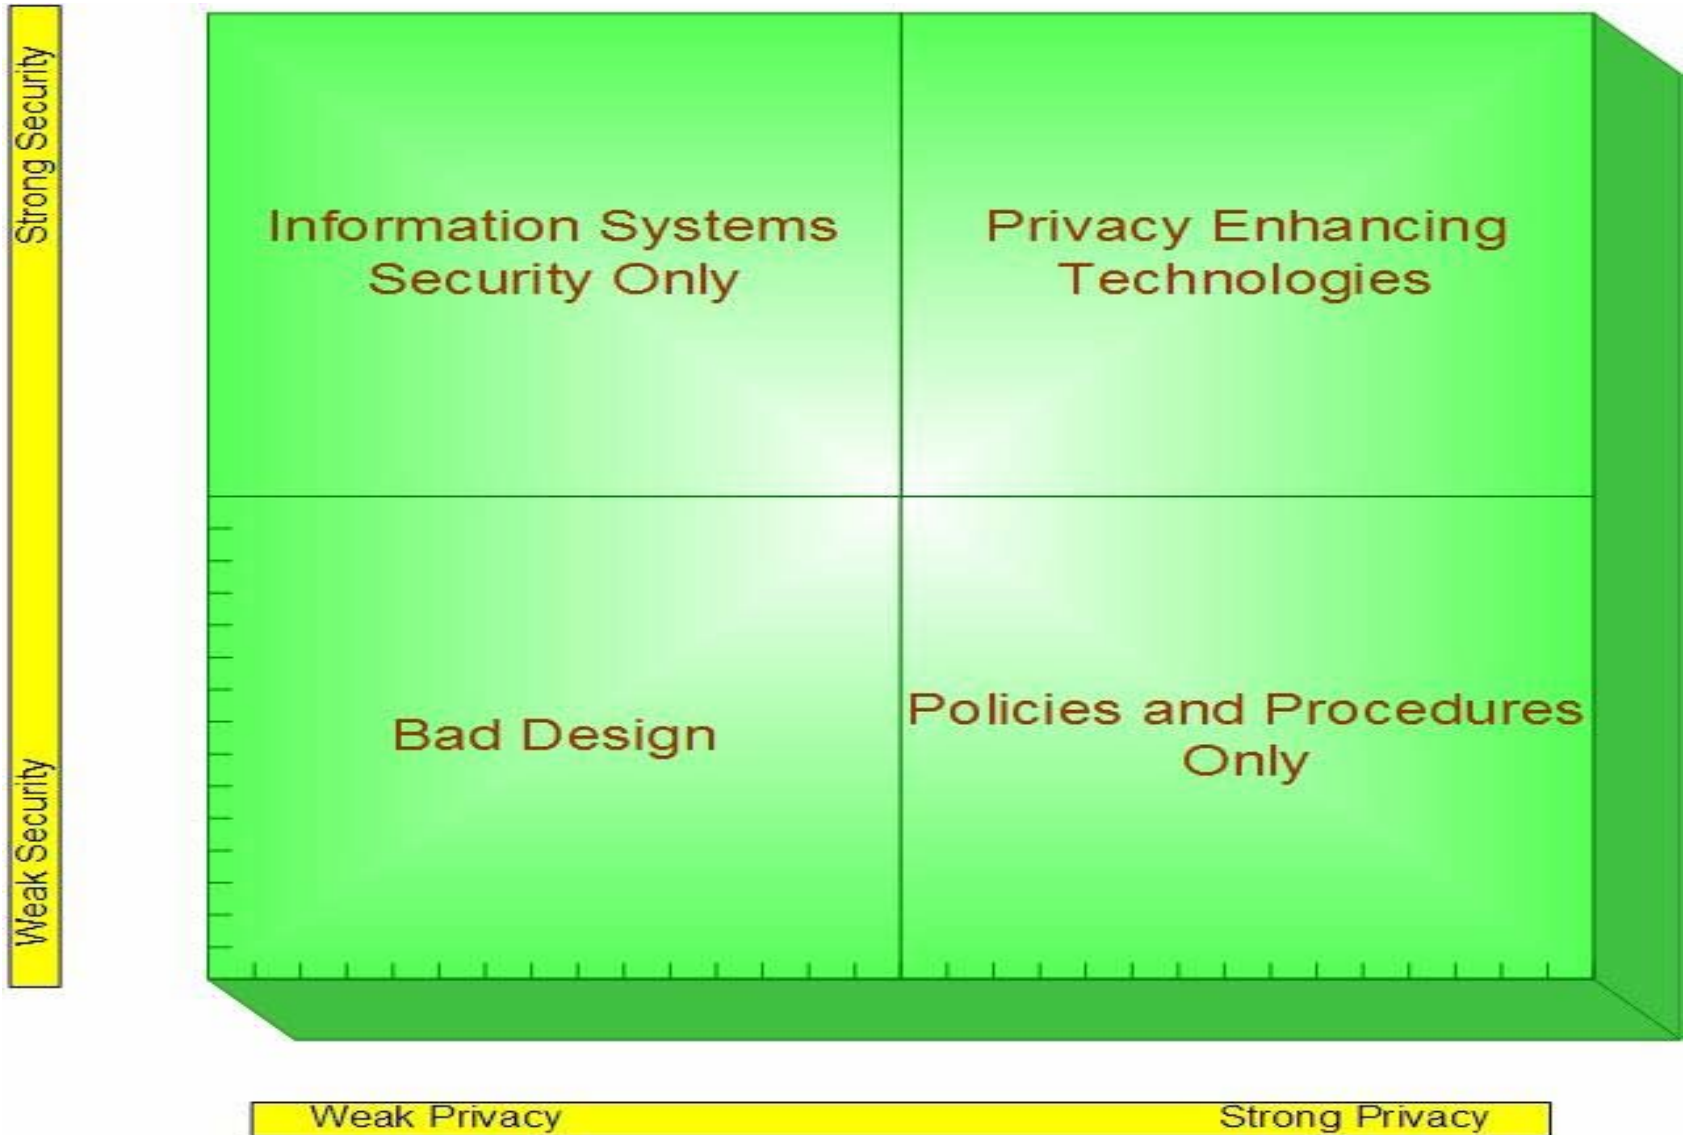 Strong Security
Information Systems
Security Only
Privacy Enhancing
Technologies
Weak Security
Bad Design
Policies and Procedures
Only
Weak Privacy
Strong Privacy